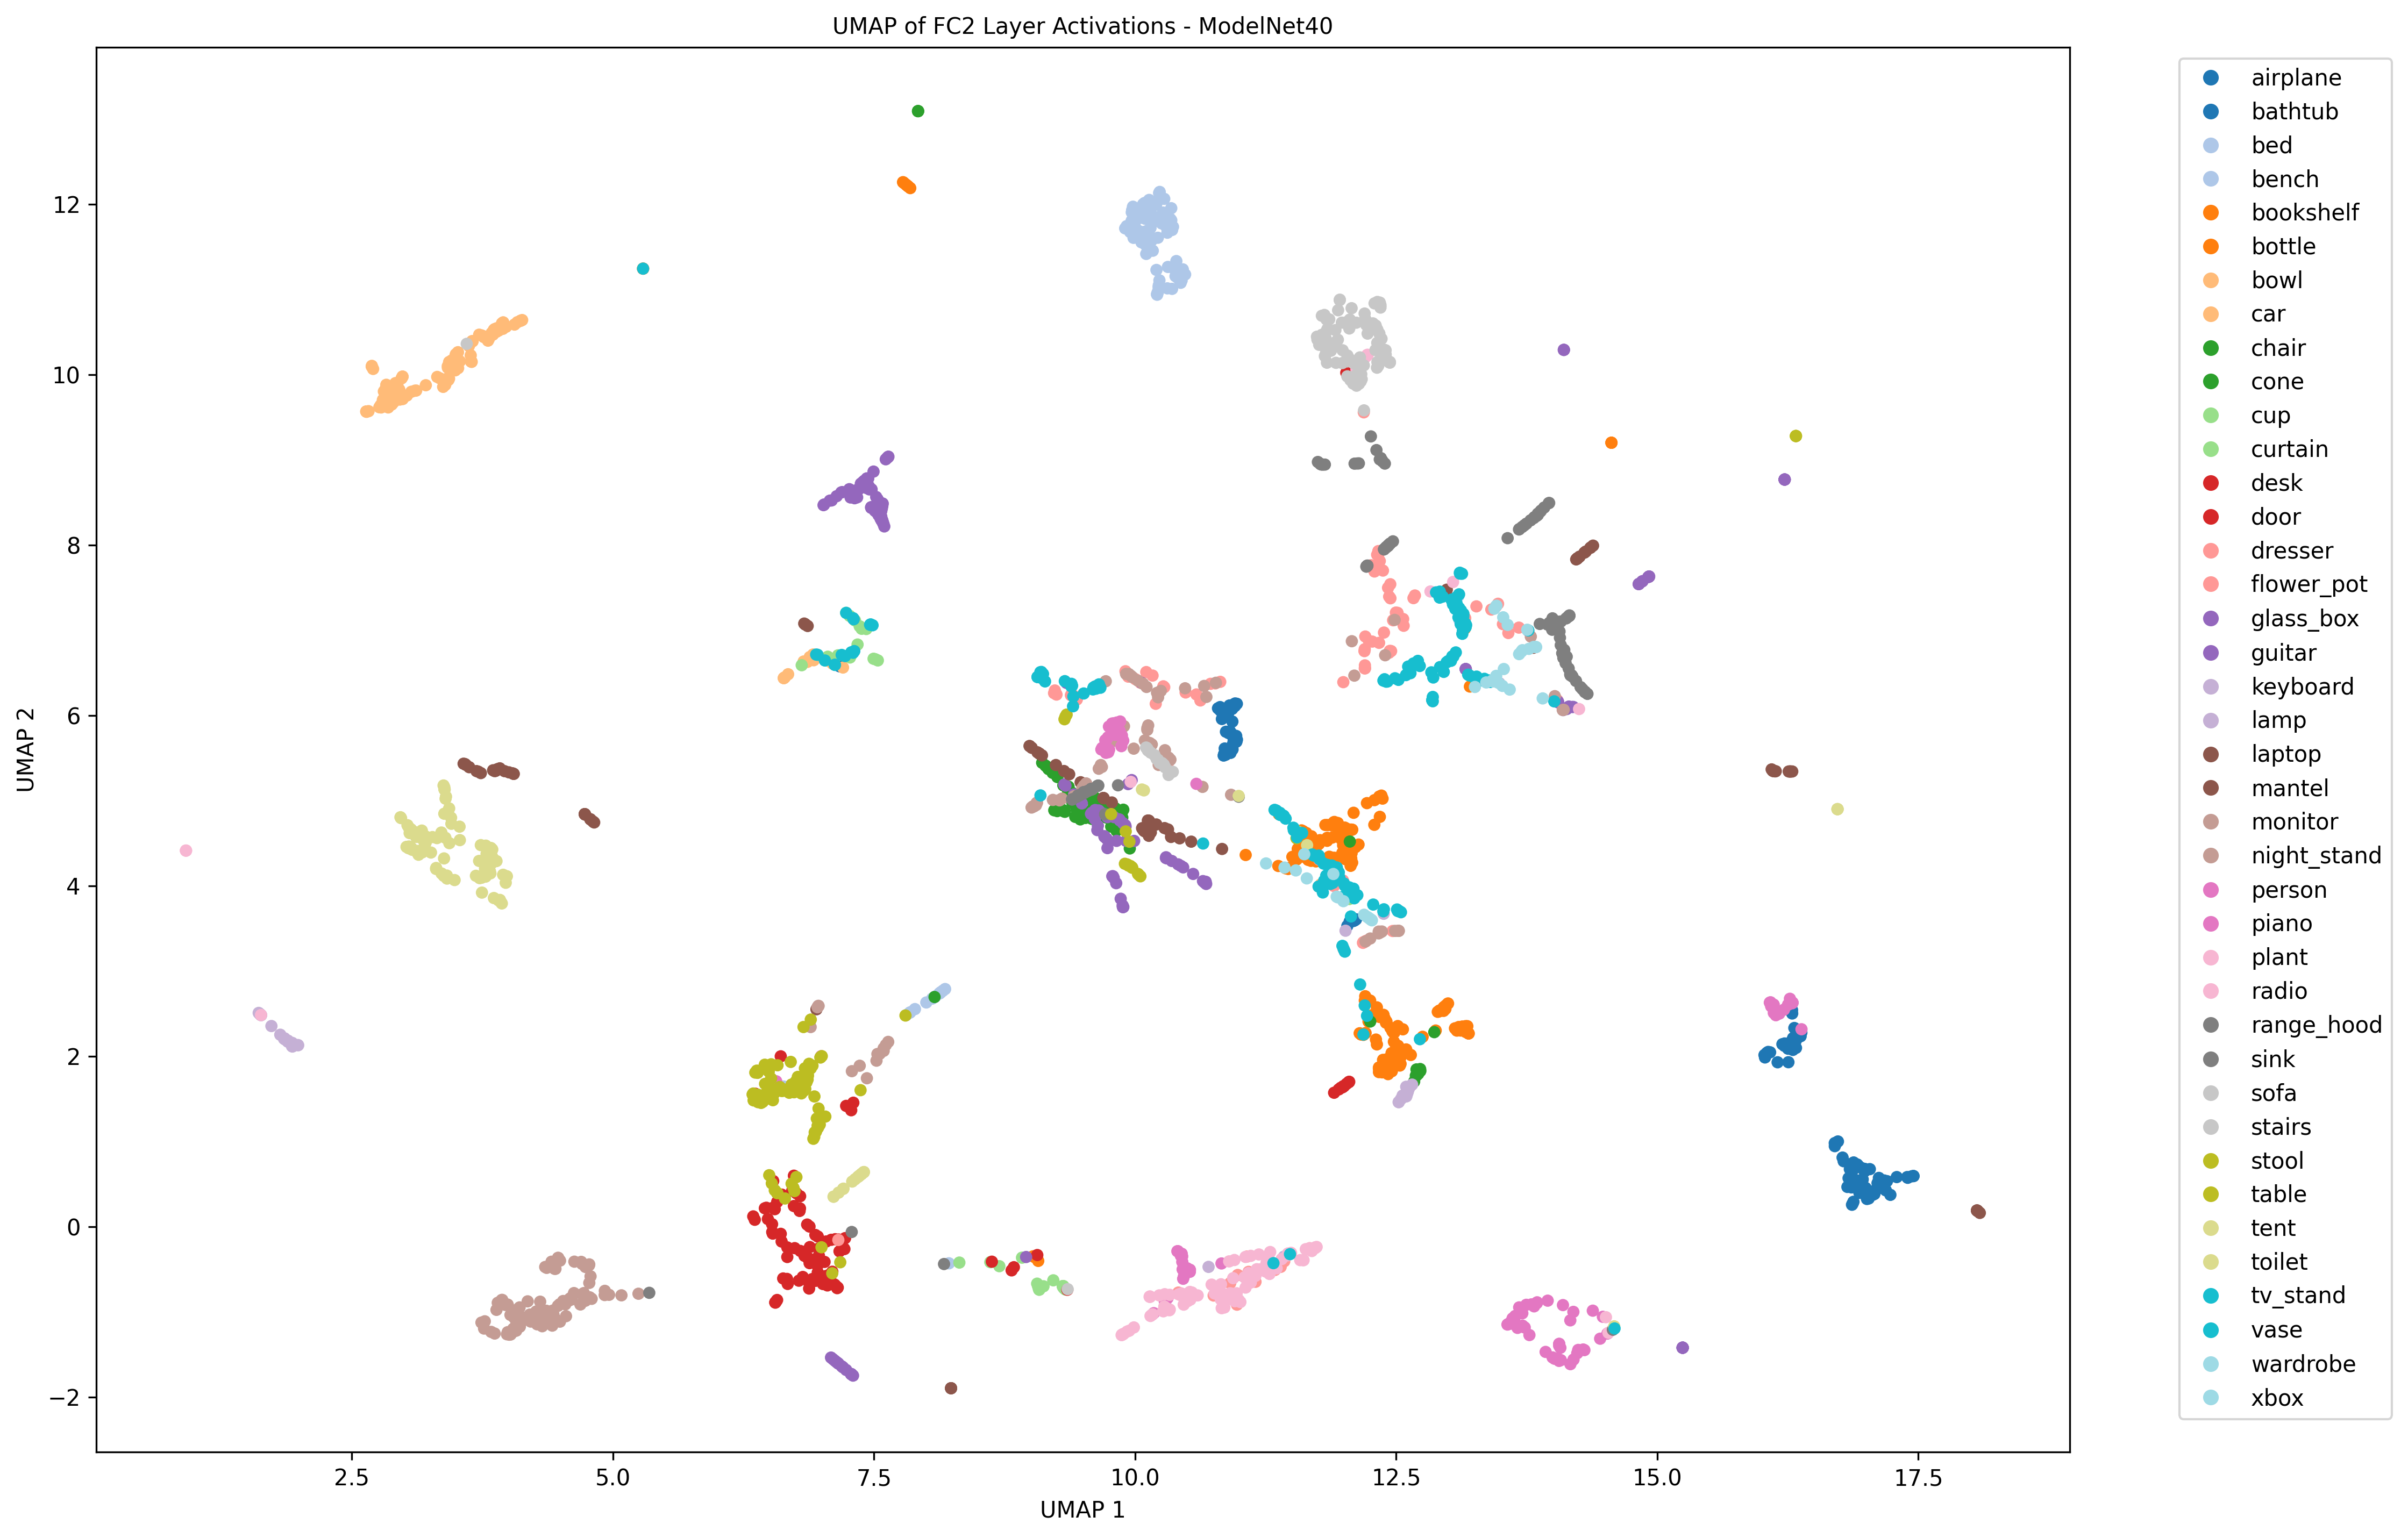 UMAP of FC2 Layer Activations - ModelNet40
UMAP 2
12
10
8
6
4
2
0
−2
2.5
5.0
7.5
10.0
12.5
15.0
17.5
UMAP 1
airplane
bathtub
bed
bench
bookshelf
bottle
bowl
car
chair
cone
cup
curtain
desk
door
dresser
flower_pot
glass_box
guitar
keyboard
lamp
laptop
mantel
monitor
night_stand
person
piano
plant
radio
range_hood
sink
sofa
stairs
stool
table
tent
toilet
tv_stand
vase
wardrobe
xbox